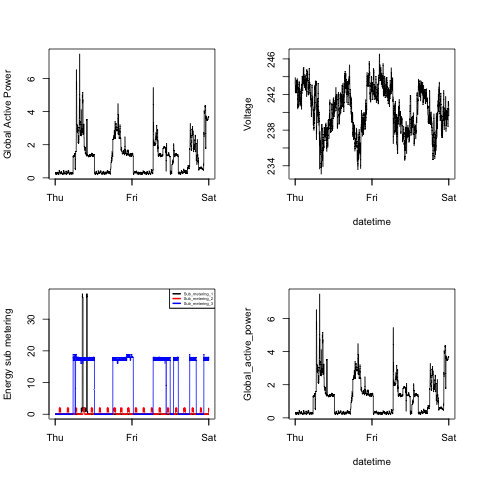 Global Active Power
0 2 4 6
Thu Fri Sat
Voltage
234 238 242 246
Thu Fri Sat
datetime
Energy sub metering
0 10 20 30
Sub_metering_1
Sub_metering_2
Sub_metering_3
Thu Fri Sat
Global_active_power
0 2 4 6
Thu Fri Sat
datetime